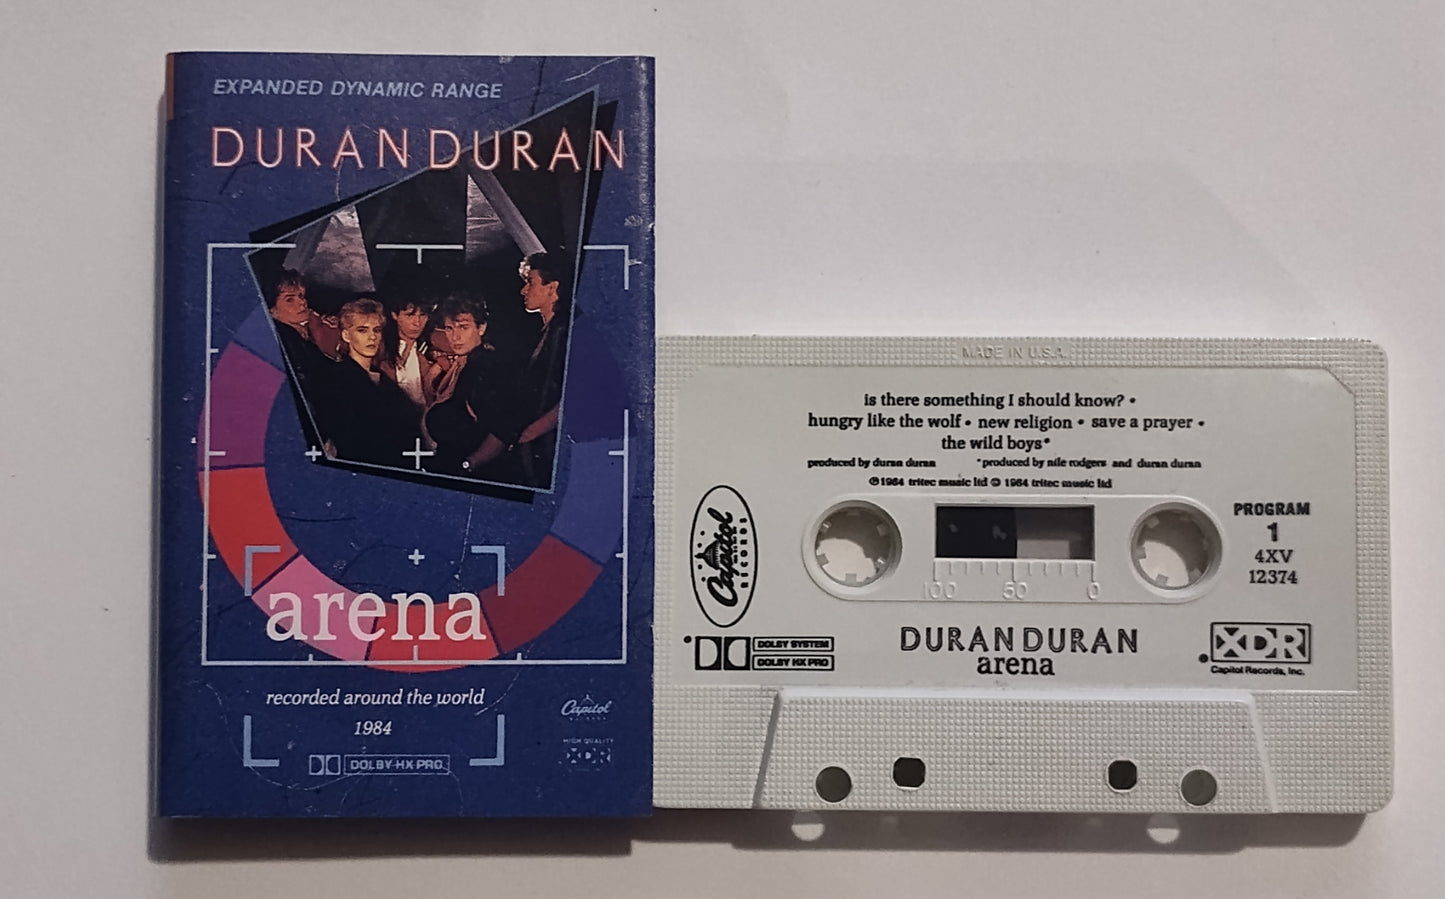 EXPANDED DYNAMIC RANGE
DURAN DURAN
arena
recorded around the world
1984
DOLBY HX PRO
Capitol
RECORDS
HIGH QUALITY
XDR
MADE IN U.S.A.
is there something I should know? •
hungry like the wolf • new religion • save a prayer •
the wild boys*
produced by duran duran *produced by nile rodgers and duran duran
℗ 1984 tritec music ltd © 1984 tritec music ltd
Capitol
RECORDS
PROGRAM
1
4XV
12374
100 50 0
DOLBY SYSTEM
DOLBY HX PRO
DURAN DURAN
arena
XDR
Capitol Records, Inc.